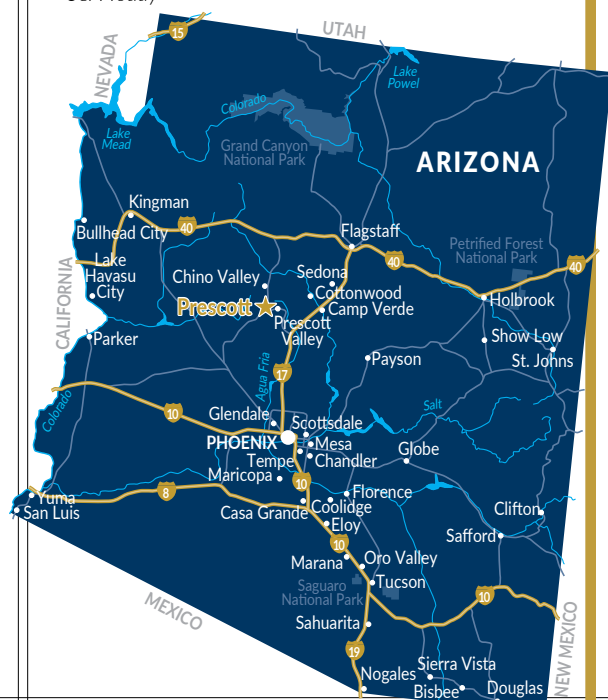 15
UTAH
NEVADA
Lake
Powel
Colorado
Lake
Mead
Grand Canyon
National Park
ARIZONA
Kingman
40
Bullhead City
Flagstaff
40
Petrified Forest
National Park
40
Lake
Havasu
City
Chino Valley
Sedona
Cottonwood
Holbrook
Prescott
Camp Verde
Prescott
Valley
CALIFORNIA
Parker
Show Low
St. Johns
Payson
Agua Fria
17
Colorado
10
Glendale
Scottsdale
Salt
PHOENIX
Mesa
Tempe
Chandler
Globe
Maricopa
10
8
Florence
Yuma
San Luis
Casa Grande
Coolidge
Clifton
Eloy
Safford
10
Marana
Oro Valley
Tucson
Saguaro
National Park
10
MEXICO
Sahuarita
NEW MEXICO
19
Nogales
Sierra Vista
Bisbee
Douglas